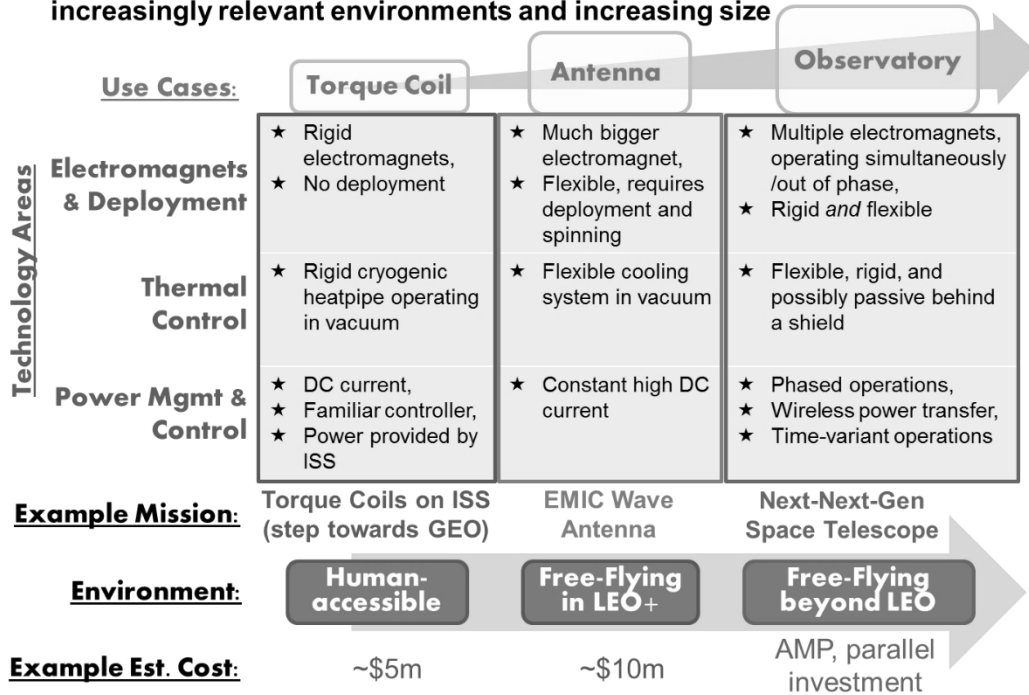 increasingly relevant environments and increasing size
Use Cases:
Torque Coil
Antenna
Observatory
Technology Areas
Electromagnets
& Deployment
★ Rigid
electromagnets,
★ No deployment
★ Much bigger
electromagnet,
★ Flexible, requires
deployment and
spinning
★ Multiple electromagnets,
operating simultaneously
/out of phase,
★ Rigid and flexible
Thermal
Control
★ Rigid cryogenic
heatpipe operating
in vacuum
★ Flexible cooling
system in vacuum
★ Flexible, rigid, and
possibly passive behind
a shield
Power Mgmt &
Control
★ DC current,
★ Familiar controller,
★ Power provided by
ISS
★ Constant high DC
current
★ Phased operations,
★ Wireless power transfer,
★ Time-variant operations
Example Mission:
Torque Coils on ISS
(step towards GEO)
EMIC Wave
Antenna
Next-Next-Gen
Space Telescope
Environment:
Human-
accessible
Free-Flying
in LEO+
Free-Flying
beyond LEO
Example Est. Cost:
~$5m
~$10m
AMP, parallel
investment